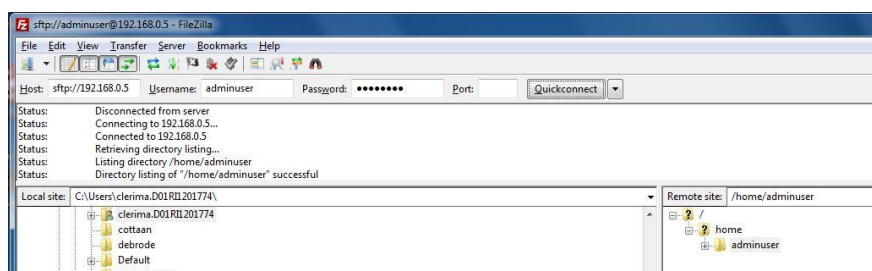 sftp://adminuser@192.168.0.5 - FileZilla
File Edit View Transfer Server Bookmarks Help
Host: sftp://192.168.0.5 Username: adminuser Password: ●●●●●●●● Port: Quickconnect
Status: Disconnected from server
Status: Connecting to 192.168.0.5...
Status: Connected to 192.168.0.5
Status: Retrieving directory listing...
Status: Listing directory /home/adminuser
Status: Directory listing of "/home/adminuser" successful
Local site: C:\Users\clerima.D01RI1201774\
clerima.D01RI1201774
cottaan
debrode
Default
Remote site: /home/adminuser
/
home
adminuser